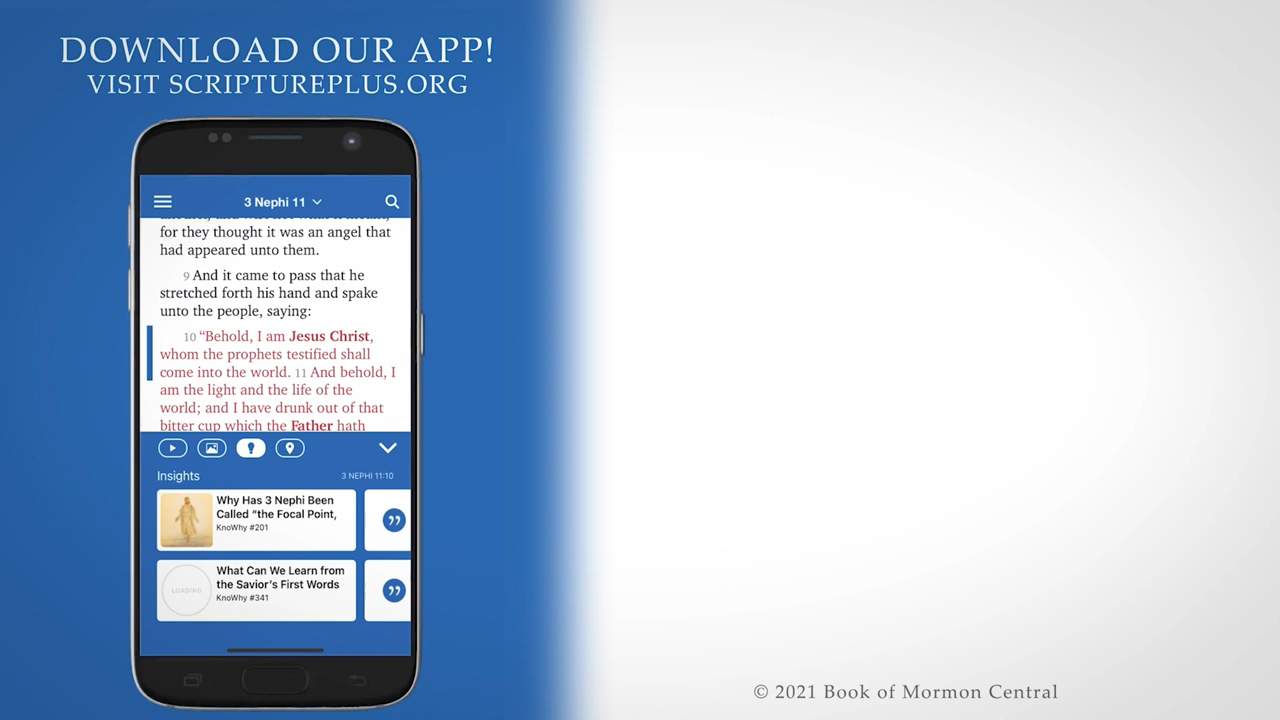 DOWNLOAD OUR APP!
VISIT SCRIPTUREPLUS.ORG
3 Nephi 11
for they thought it was an angel that
had appeared unto them.
9 And it came to pass that he
stretched forth his hand and spake
unto the people, saying:
10 “Behold, I am Jesus Christ,
whom the prophets testified shall
come into the world. 11 And behold, I
am the light and the life of the
world; and I have drunk out of that
bitter cup which the Father hath
Insights
3 NEPHI 11:10
Why Has 3 Nephi Been
Called “the Focal Point,
KnoWhy #201
LOADING
What Can We Learn from
the Savior’s First Words
KnoWhy #341
© 2021 Book of Mormon Central